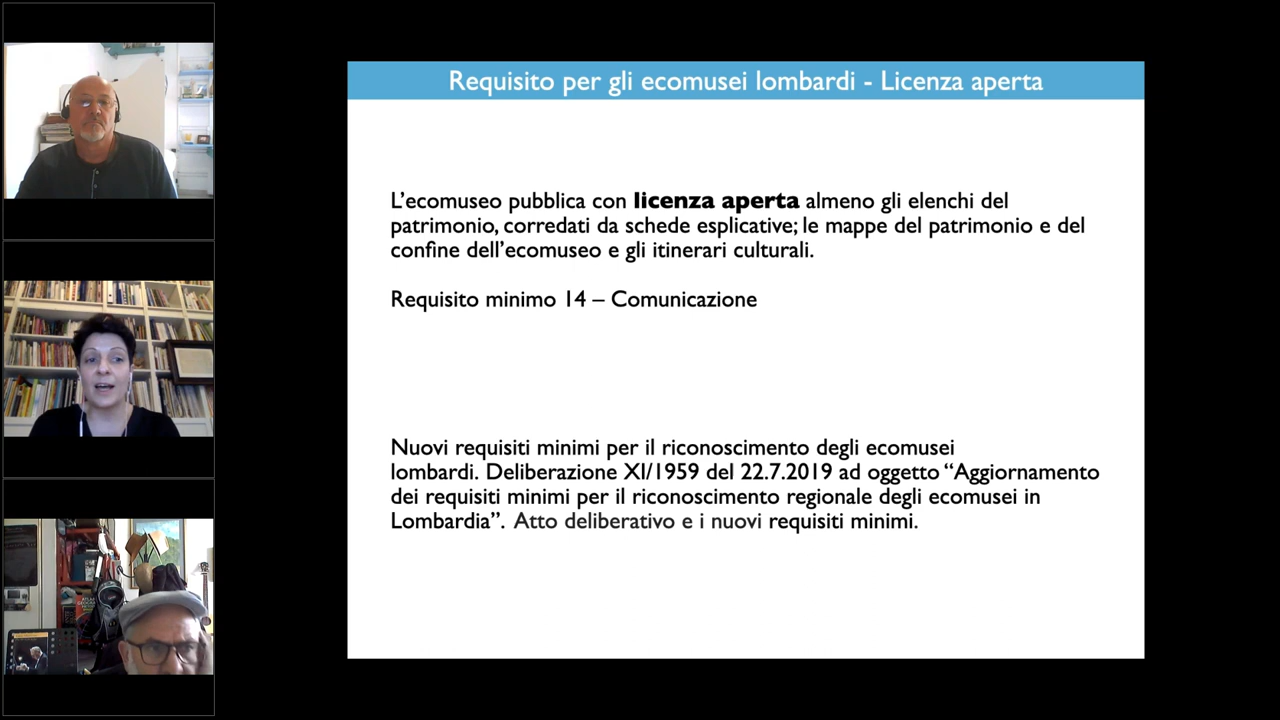 Requisito per gli ecomusei lombardi - Licenza aperta
L’ecomuseo pubblica con licenza aperta almeno gli elenchi del
patrimonio, corredati da schede esplicative; le mappe del patrimonio e del
confine dell’ecomuseo e gli itinerari culturali.
Requisito minimo 14 – Comunicazione
Nuovi requisiti minimi per il riconoscimento degli ecomusei
lombardi. Deliberazione XI/1959 del 22.7.2019 ad oggetto “Aggiornamento
dei requisiti minimi per il riconoscimento regionale degli ecomusei in
Lombardia”. Atto deliberativo e i nuovi requisiti minimi.